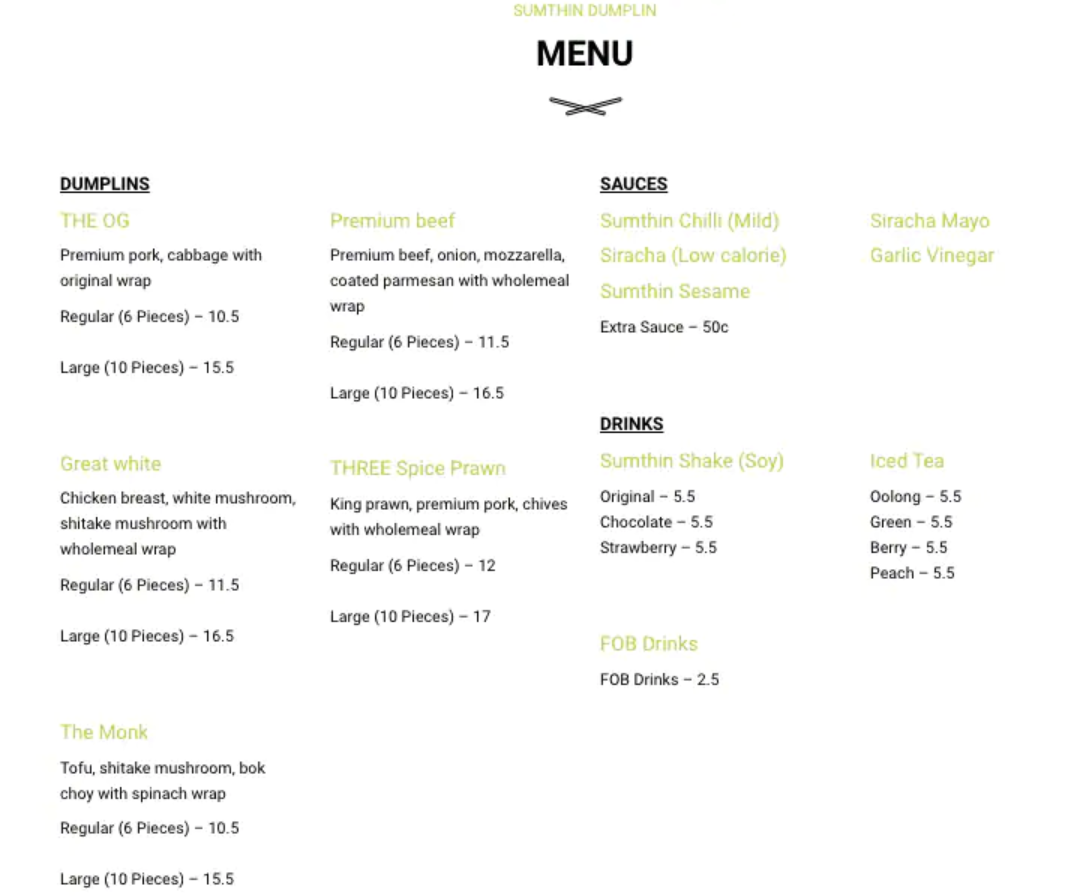 SUMTHIN DUMPLIN
MENU
DUMPLINS
THE OG
Premium pork, cabbage with
original wrap
Regular (6 Pieces) – 10.5
Large (10 Pieces) – 15.5
Premium beef
Premium beef, onion, mozzarella,
coated parmesan with wholemeal
wrap
Regular (6 Pieces) – 11.5
Large (10 Pieces) – 16.5
Great white
Chicken breast, white mushroom,
shitake mushroom with
wholemeal wrap
Regular (6 Pieces) – 11.5
Large (10 Pieces) – 16.5
THREE Spice Prawn
King prawn, premium pork, chives
with wholemeal wrap
Regular (6 Pieces) – 12
Large (10 Pieces) – 17
The Monk
Tofu, shitake mushroom, bok
choy with spinach wrap
Regular (6 Pieces) – 10.5
Large (10 Pieces) – 15.5
SAUCES
Sumthin Chilli (Mild)
Siracha (Low calorie)
Sumthin Sesame
Extra Sauce – 50c
Siracha Mayo
Garlic Vinegar
DRINKS
Sumthin Shake (Soy)
Original – 5.5
Chocolate – 5.5
Strawberry – 5.5
Iced Tea
Oolong – 5.5
Green – 5.5
Berry – 5.5
Peach – 5.5
FOB Drinks
FOB Drinks – 2.5